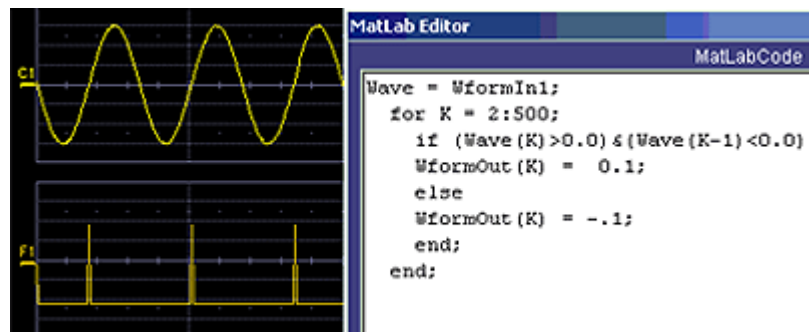 C1
F1
MatLab Editor
MatLabCode
Wave = WformIn1;
for K = 2:500;
if (Wave(K)>0.0)&(Wave(K-1)<0.0)
WformOut(K) = 0.1;
else
WformOut(K) = -.1;
end;
end;